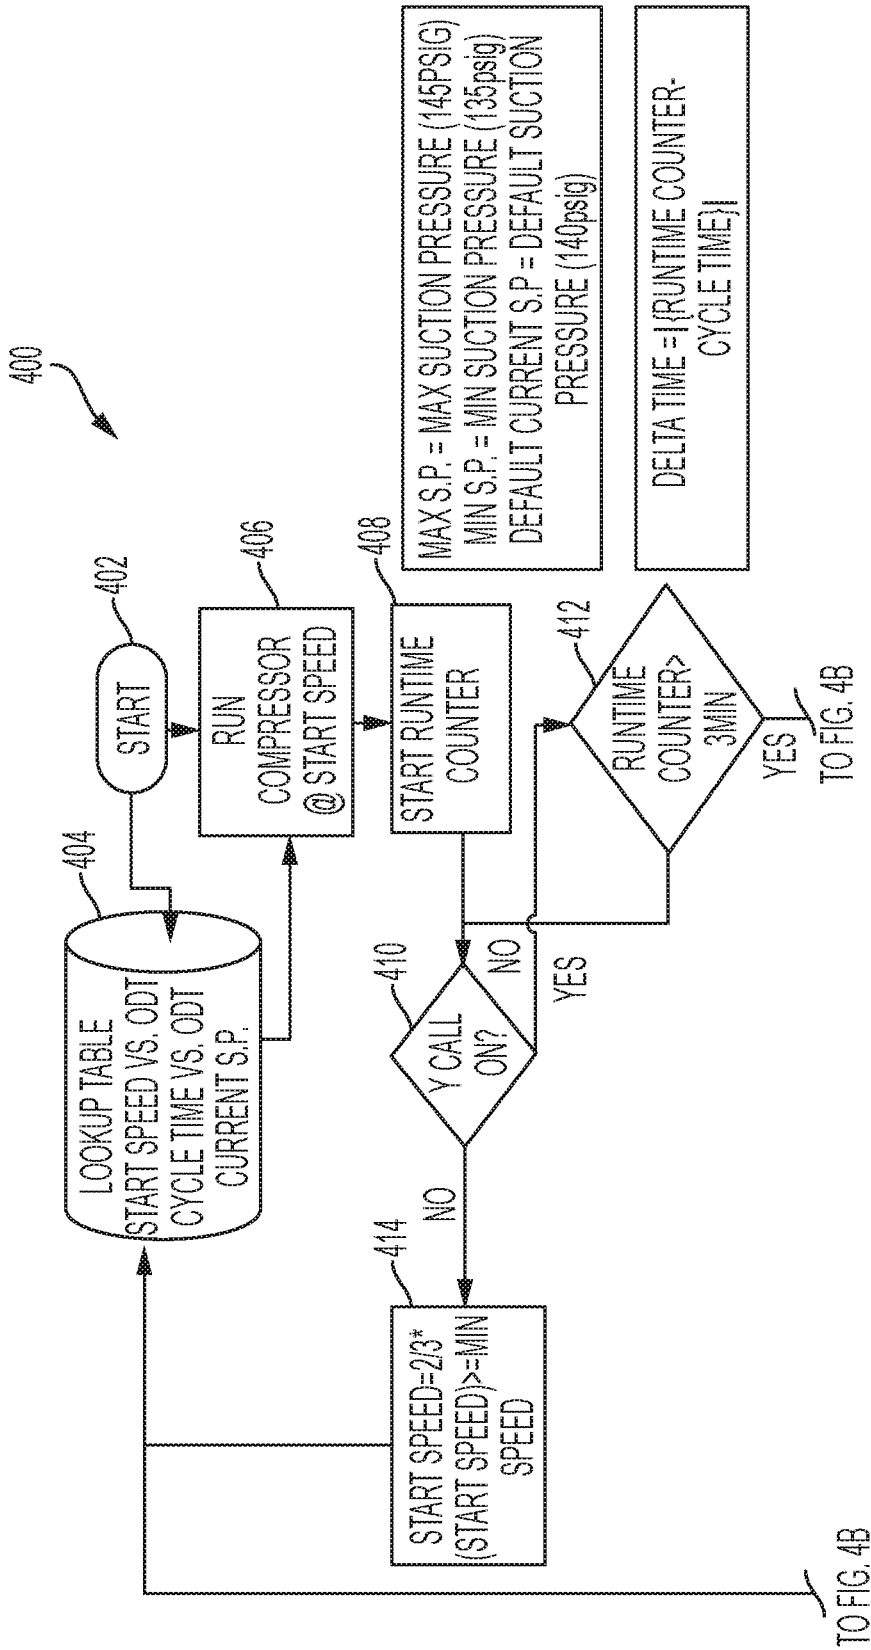 400
402
START
404
LOOKUP TABLE
START SPEED VS. ODT
CYCLE TIME VS. ODT
CURRENT S.P.
406
RUN
COMPRESSOR
@ START SPEED
408
START RUNTIME
COUNTER
410
Y CALL
ON?
NO
YES
NO
412
RUNTIME
COUNTER>
3MIN
YES
TO FIG. 4B
414
START SPEED=2/3*
(START SPEED)>=MIN
SPEED
TO FIG. 4B
MAX S.P. = MAX SUCTION PRESSURE (145PSIG)
MIN S.P. = MIN SUCTION PRESSURE (135psig)
DEFAULT CURRENT S.P = DEFAULT SUCTION
PRESSURE (140psig)
DELTA TIME =|{RUNTIME COUNTER-
CYCLE TIME}|